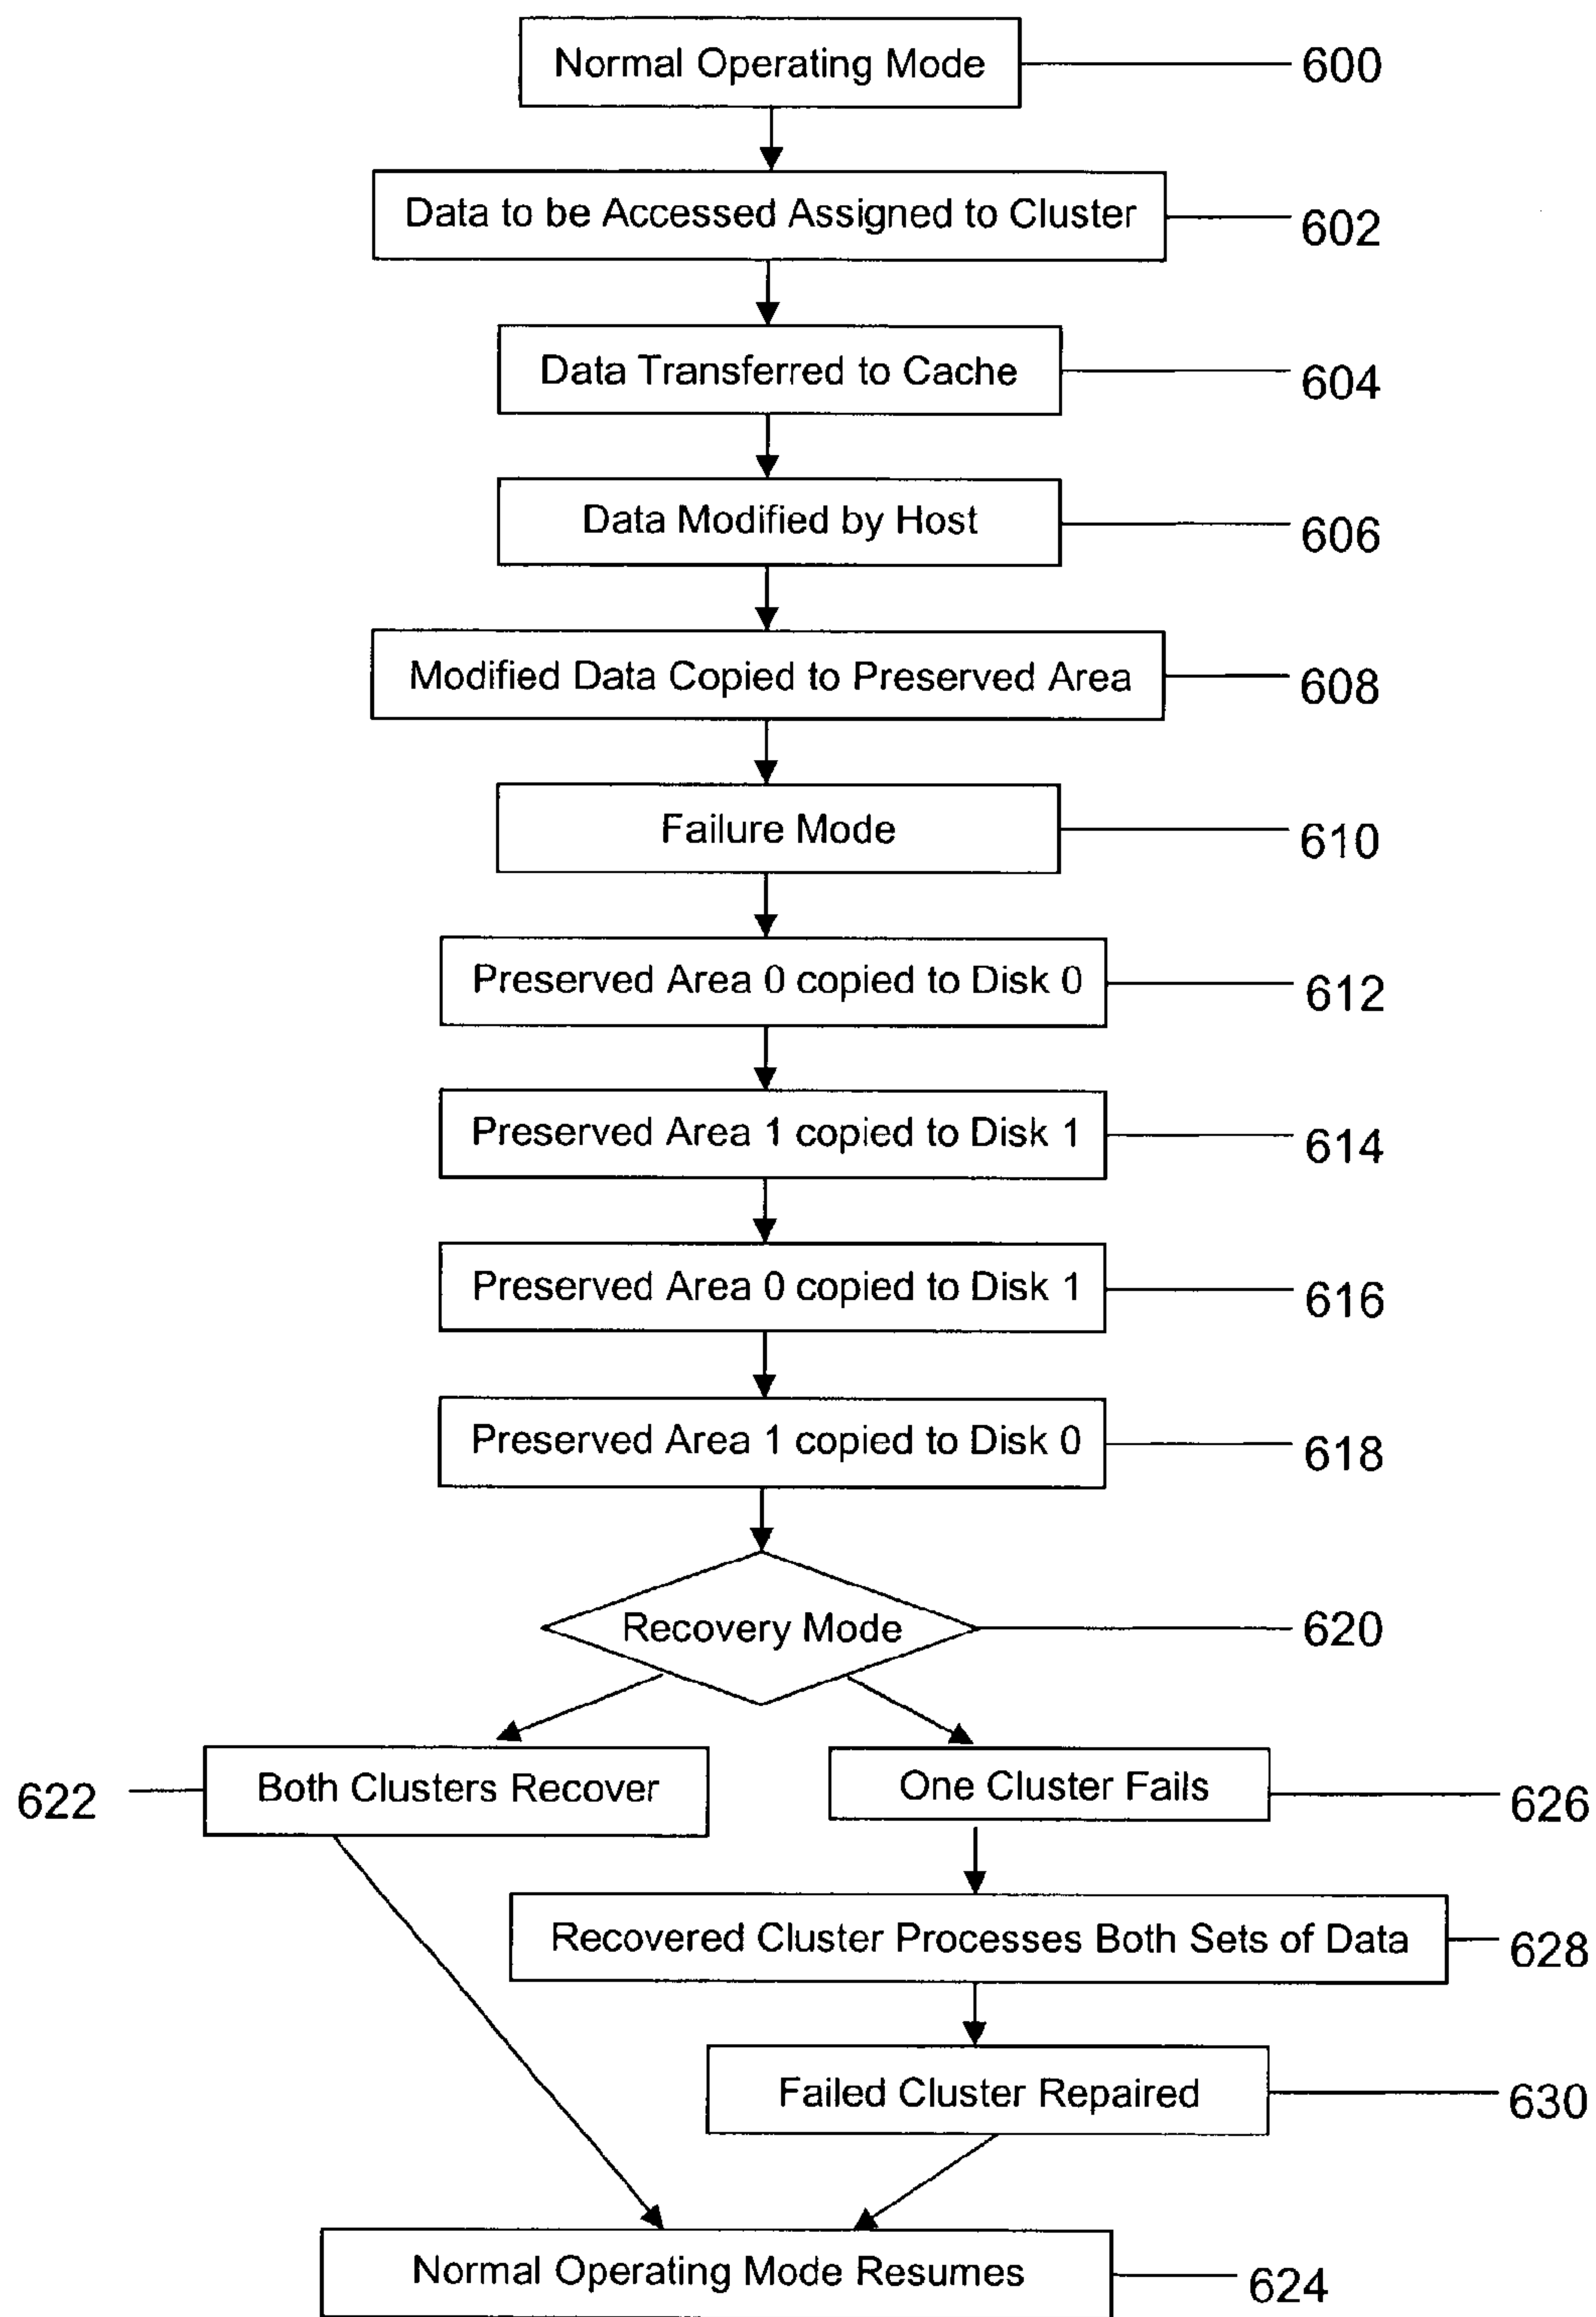 Normal Operating Mode
600
Data to be Accessed Assigned to Cluster
602
Data Transferred to Cache
604
Data Modified by Host
606
Modified Data Copied to Preserved Area
608
Failure Mode
610
Preserved Area 0 copied to Disk 0
612
Preserved Area 1 copied to Disk 1
614
Preserved Area 0 copied to Disk 1
616
Preserved Area 1 copied to Disk 0
618
Recovery Mode
620
622
Both Clusters Recover
One Cluster Fails
626
Recovered Cluster Processes Both Sets of Data
628
Failed Cluster Repaired
630
Normal Operating Mode Resumes
624